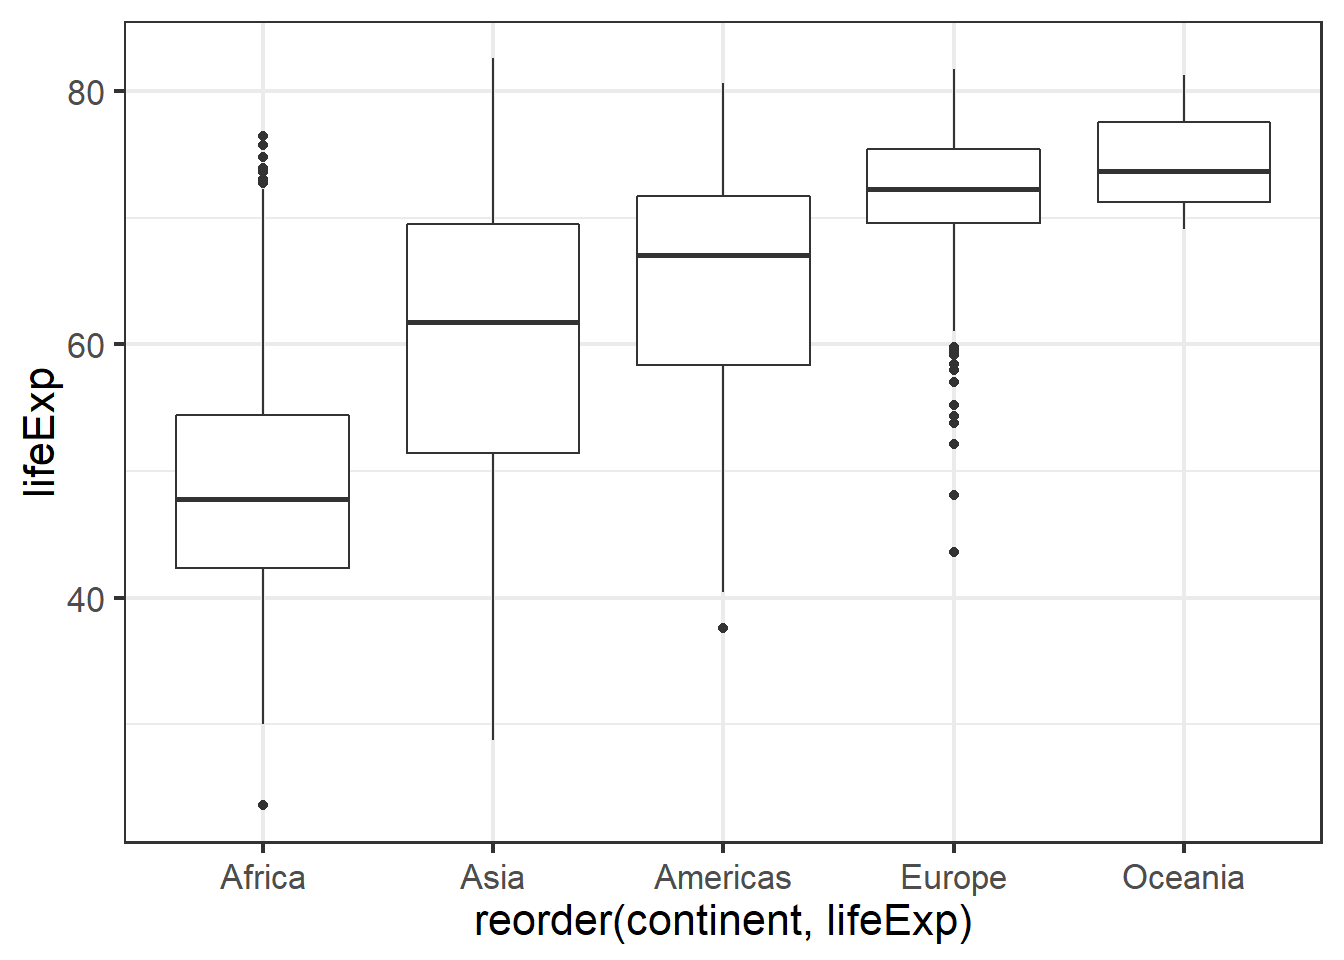 lifeExp
80
60
40
Africa Asia Americas Europe Oceania
reorder(continent, lifeExp)